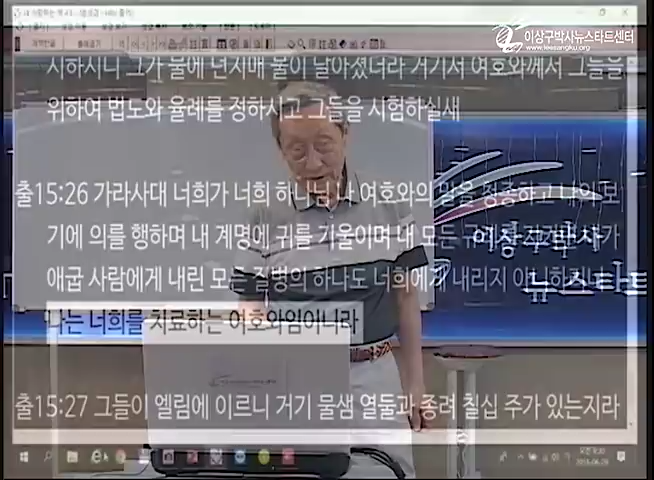 이상구박사뉴스타트센터
www.leesangku.org
시하시니 그가 물에 던지매 물이 달아졌더라 거기서 여호와께서 그들을
위하여 법도와 율례를 정하시고 그들을 시험하실새
출15:26 가라사대 너희가 너희 하나님 나 여호와의 말을 청종하고 나의 보
기에 의를 행하며 내 계명에 귀를 기울이며 내 모든 규
애굽 사람에게 내린 모든 질병의 하나도 너희에게 내리지 아니하리니
나는 너희를 치료하는 여호와임이니라
출15:27 그들이 엘림에 이르니 거기 물샘 열둘과 종려 칠십 주가 있는지라
이상구박사
뉴스타트